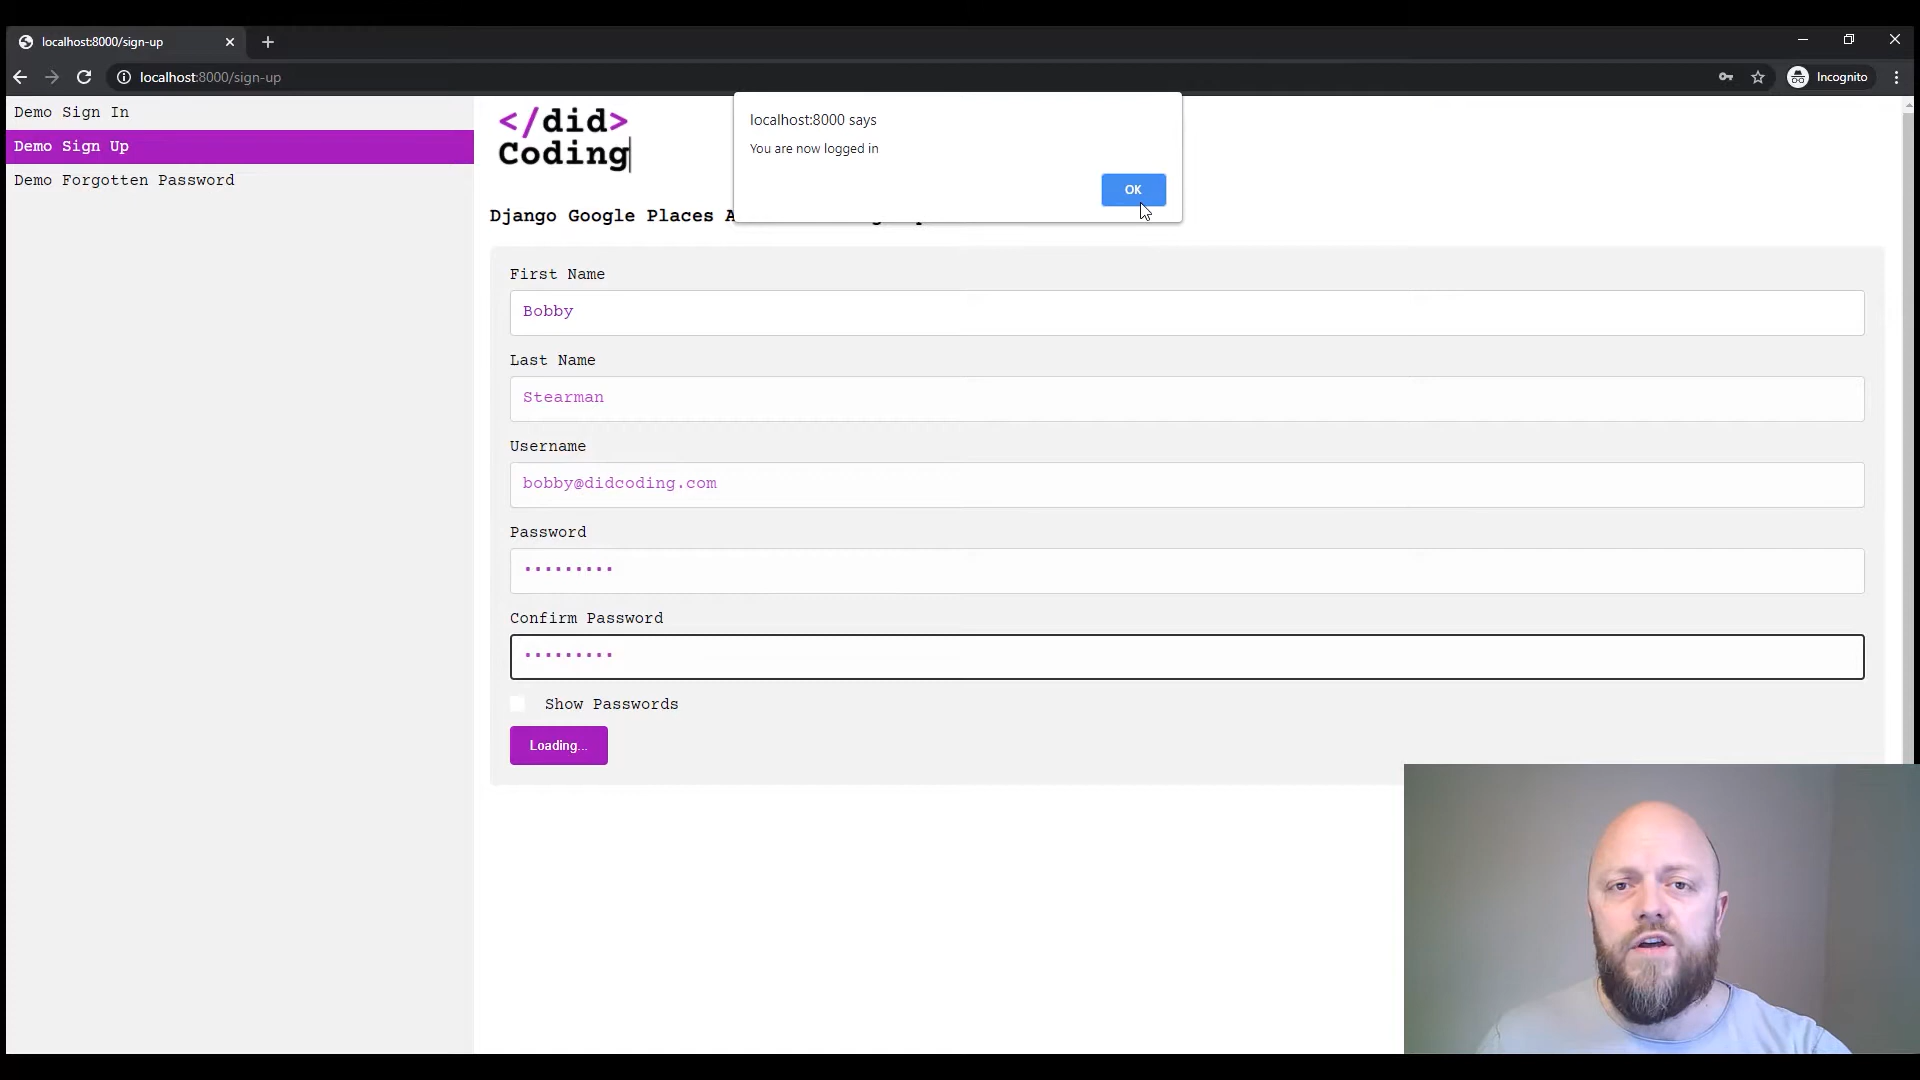 localhost:8000/sign-up
localhost:8000/sign-up
Incognito
Demo Sign In
Demo Sign Up
Demo Forgotten Password
</did>
Coding
localhost:8000 says
You are now logged in
OK
Django Google Places
First Name
Bobby
Last Name
Stearman
Username
bobby@didcoding.com
Password
Confirm Password
Show Passwords
Loading...